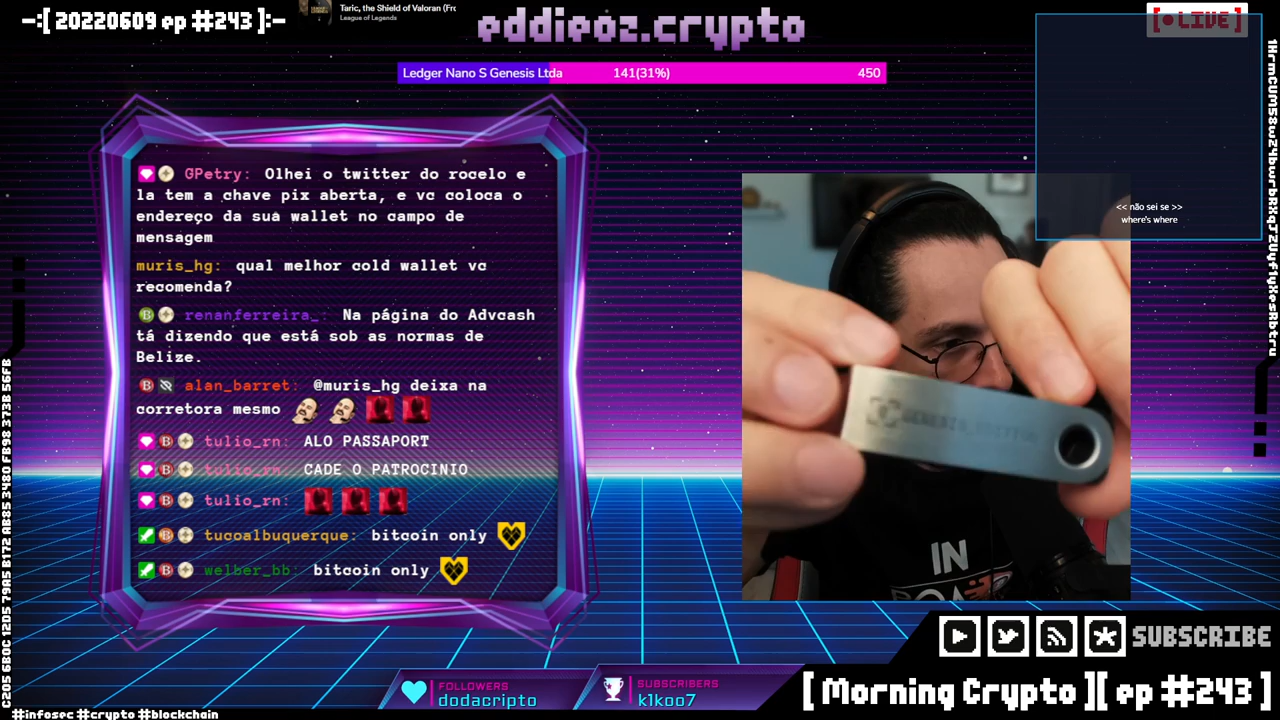 -:[ 20220609 ep #243 ]:-
Taric, the Shield of Valoran (Fr
League of Legends
eddieoz.crypto
[ • LIVE ]
Ledger Nano S Genesis Ltda 141(31%) 450
GPetry: Olhei o twitter do rocelo e
la tem a chave pix aberta, e vc coloca o
endereço da sua wallet no campo de
mensagem
muris_hg: qual melhor cold wallet vc
recomenda?
renanferreira_: Na página do Advcash
tá dizendo que está sob as normas de
Belize.
alan_barret: @muris_hg deixa na
corretora mesmo
tulio_rn: ALO PASSAPORT
tulio_rn: CADE O PATROCINIO
tulio_rn:
tucoalbuquerque: bitcoin only
welber_bb: bitcoin only
<< não sei se >>
where's where
GENESIS EDITION
IN
SUBSCRIBE
FOLLOWERS
dodacripto
SUBSCRIBERS
k1koo7
[ Morning Crypto ][ ep #243 ]
#infosec #crypto #blockchain